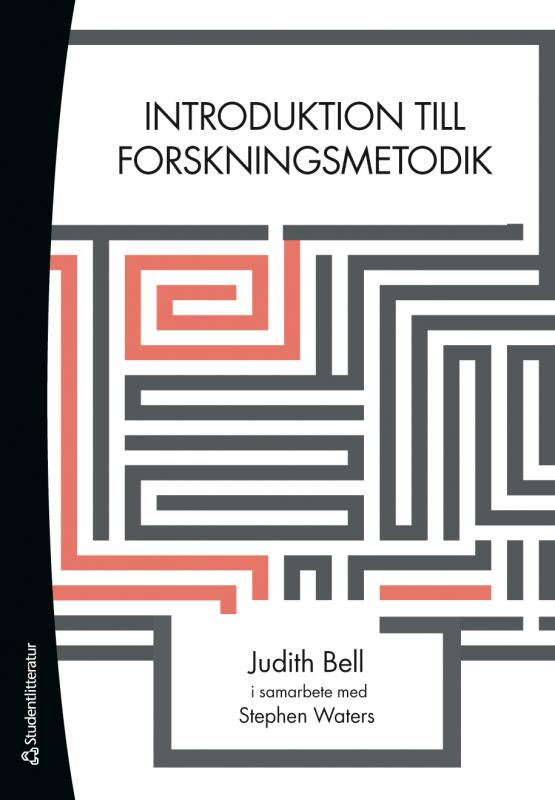 INTRODUKTION TILL
FORSKNINGSMETODIK
Judith Bell
i samarbete med
Stephen Waters
Studentlitteratur